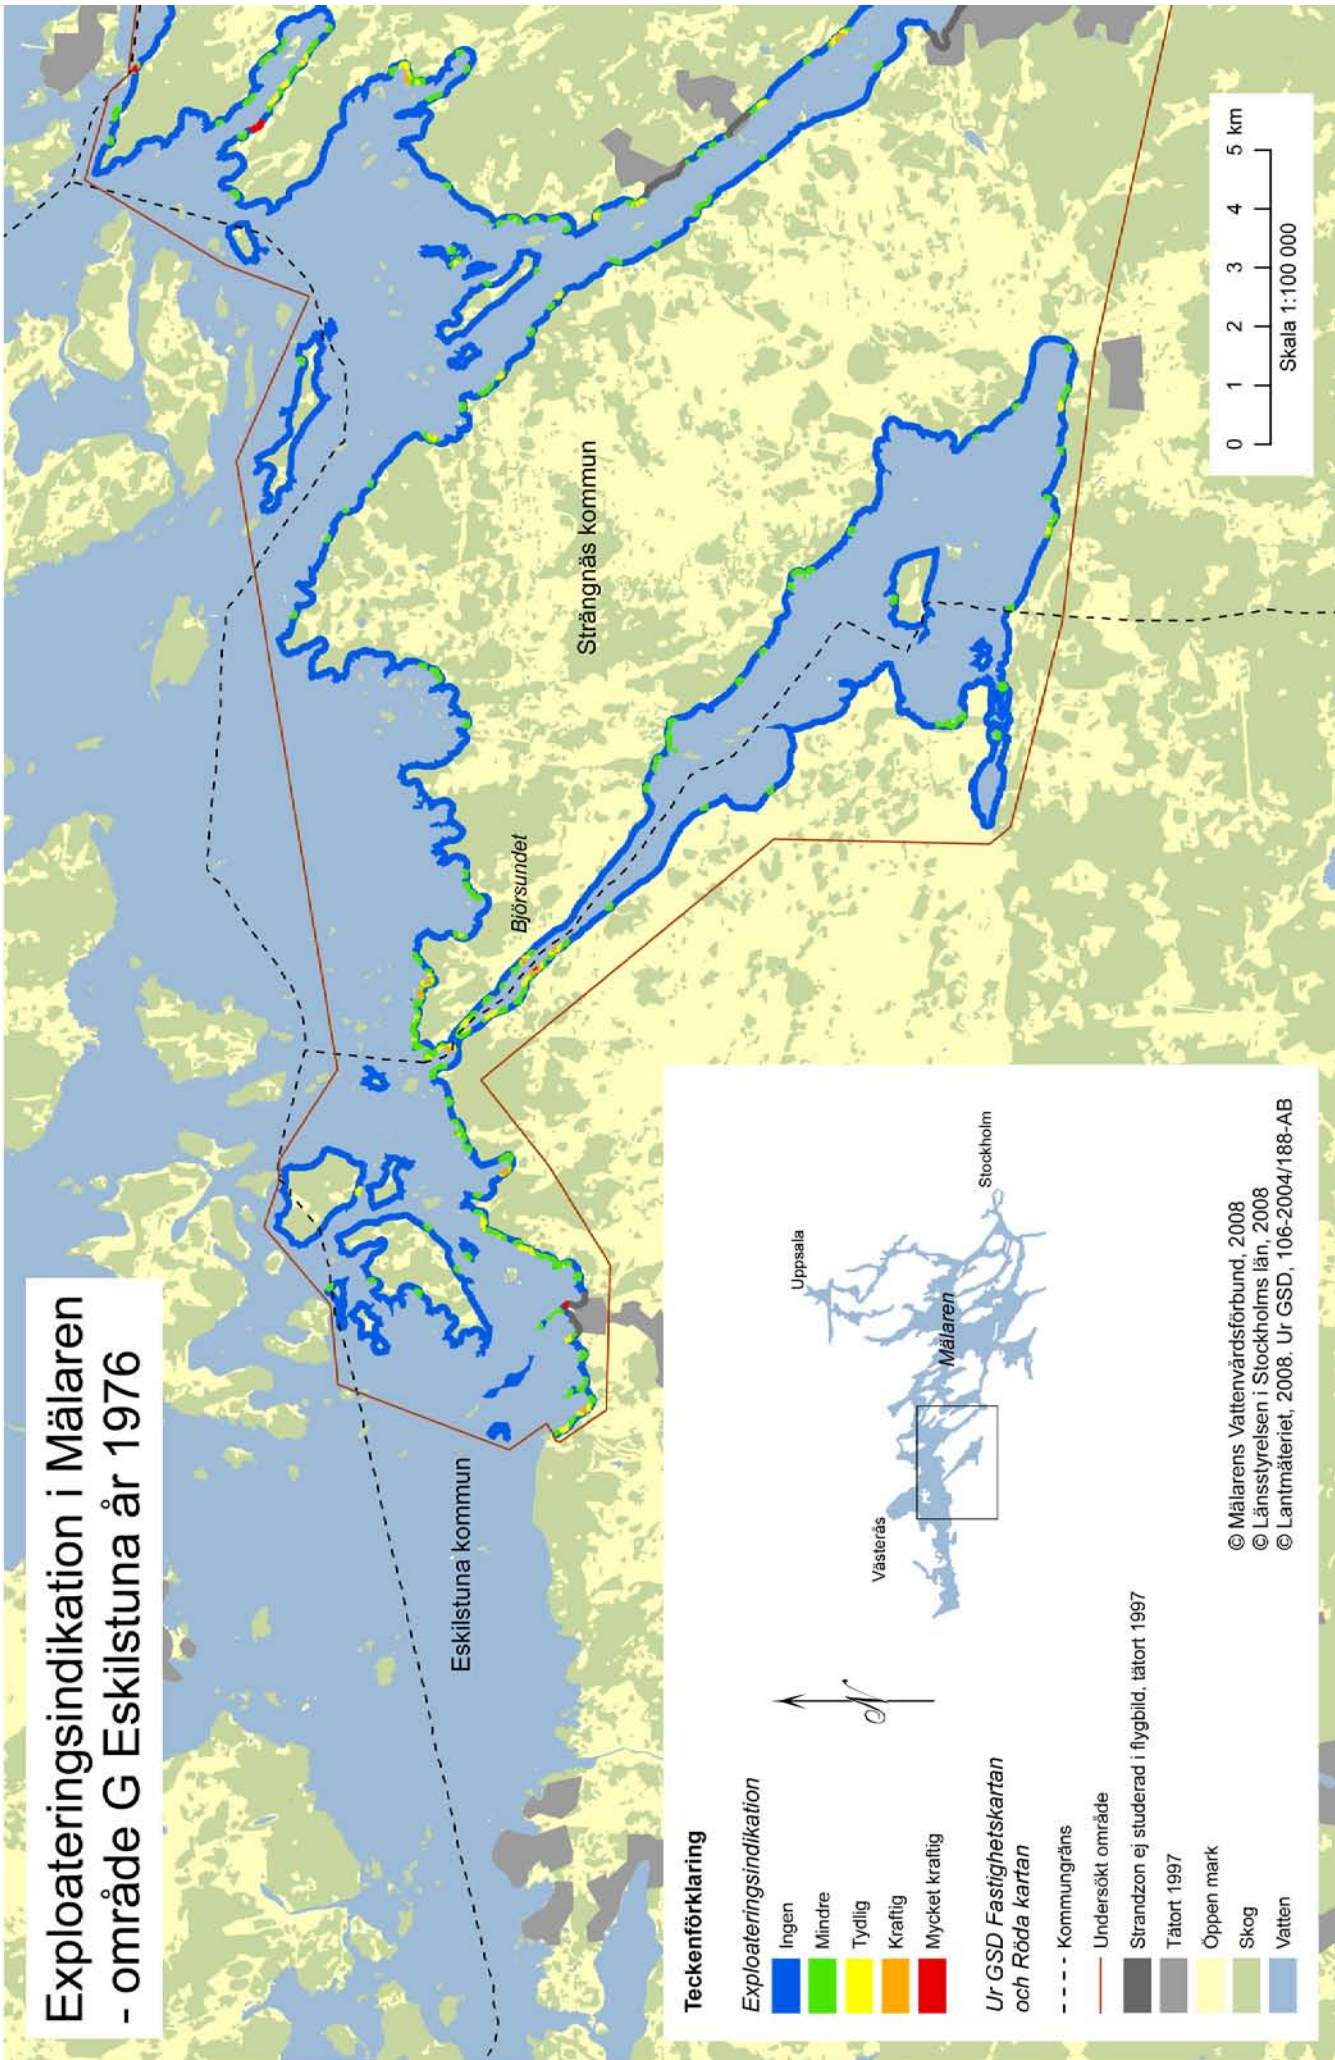 Exploateringsindikation i Mälaren
- område G Eskilstuna år 1976
Eskilstuna kommun
Björsundet
Strängnäs kommun
Teckenförklaring
Exploateringsindikation
Ingen
Mindre
Tydlig
Kraftig
Mycket kraftig
Ur GSD Fastighetskartan
och Röda kartan
Kommungräns
Undersökt område
Strandzon ej studerad i flygbild, tätort 1997
Tätort 1997
Öppen mark
Skog
Vatten
N
Västerås
Uppsala
Mälaren
Stockholm
© Mälarens Vattenvårdsförbund, 2008
© Länsstyrelsen i Stockholms län, 2008
© Lantmäteriet, 2008. Ur GSD, 106-2004/188-AB
0 1 2 3 4 5 km
Skala 1:100 000